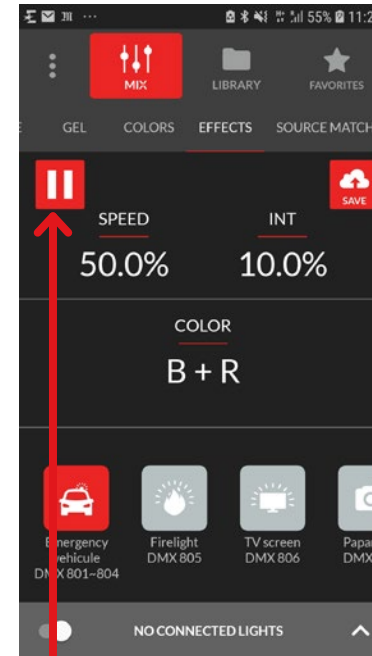 55% 11:2
MIX
LIBRARY
FAVORITES
GEL COLORS EFFECTS SOURCE MATCH
SAVE
SPEED INT
50.0% 10.0%
COLOR
B + R
Emergency
vehicule
DMX 801~804
Firelight
DMX 805
TV screen
DMX 806
Papa
DMX
NO CONNECTED LIGHTS